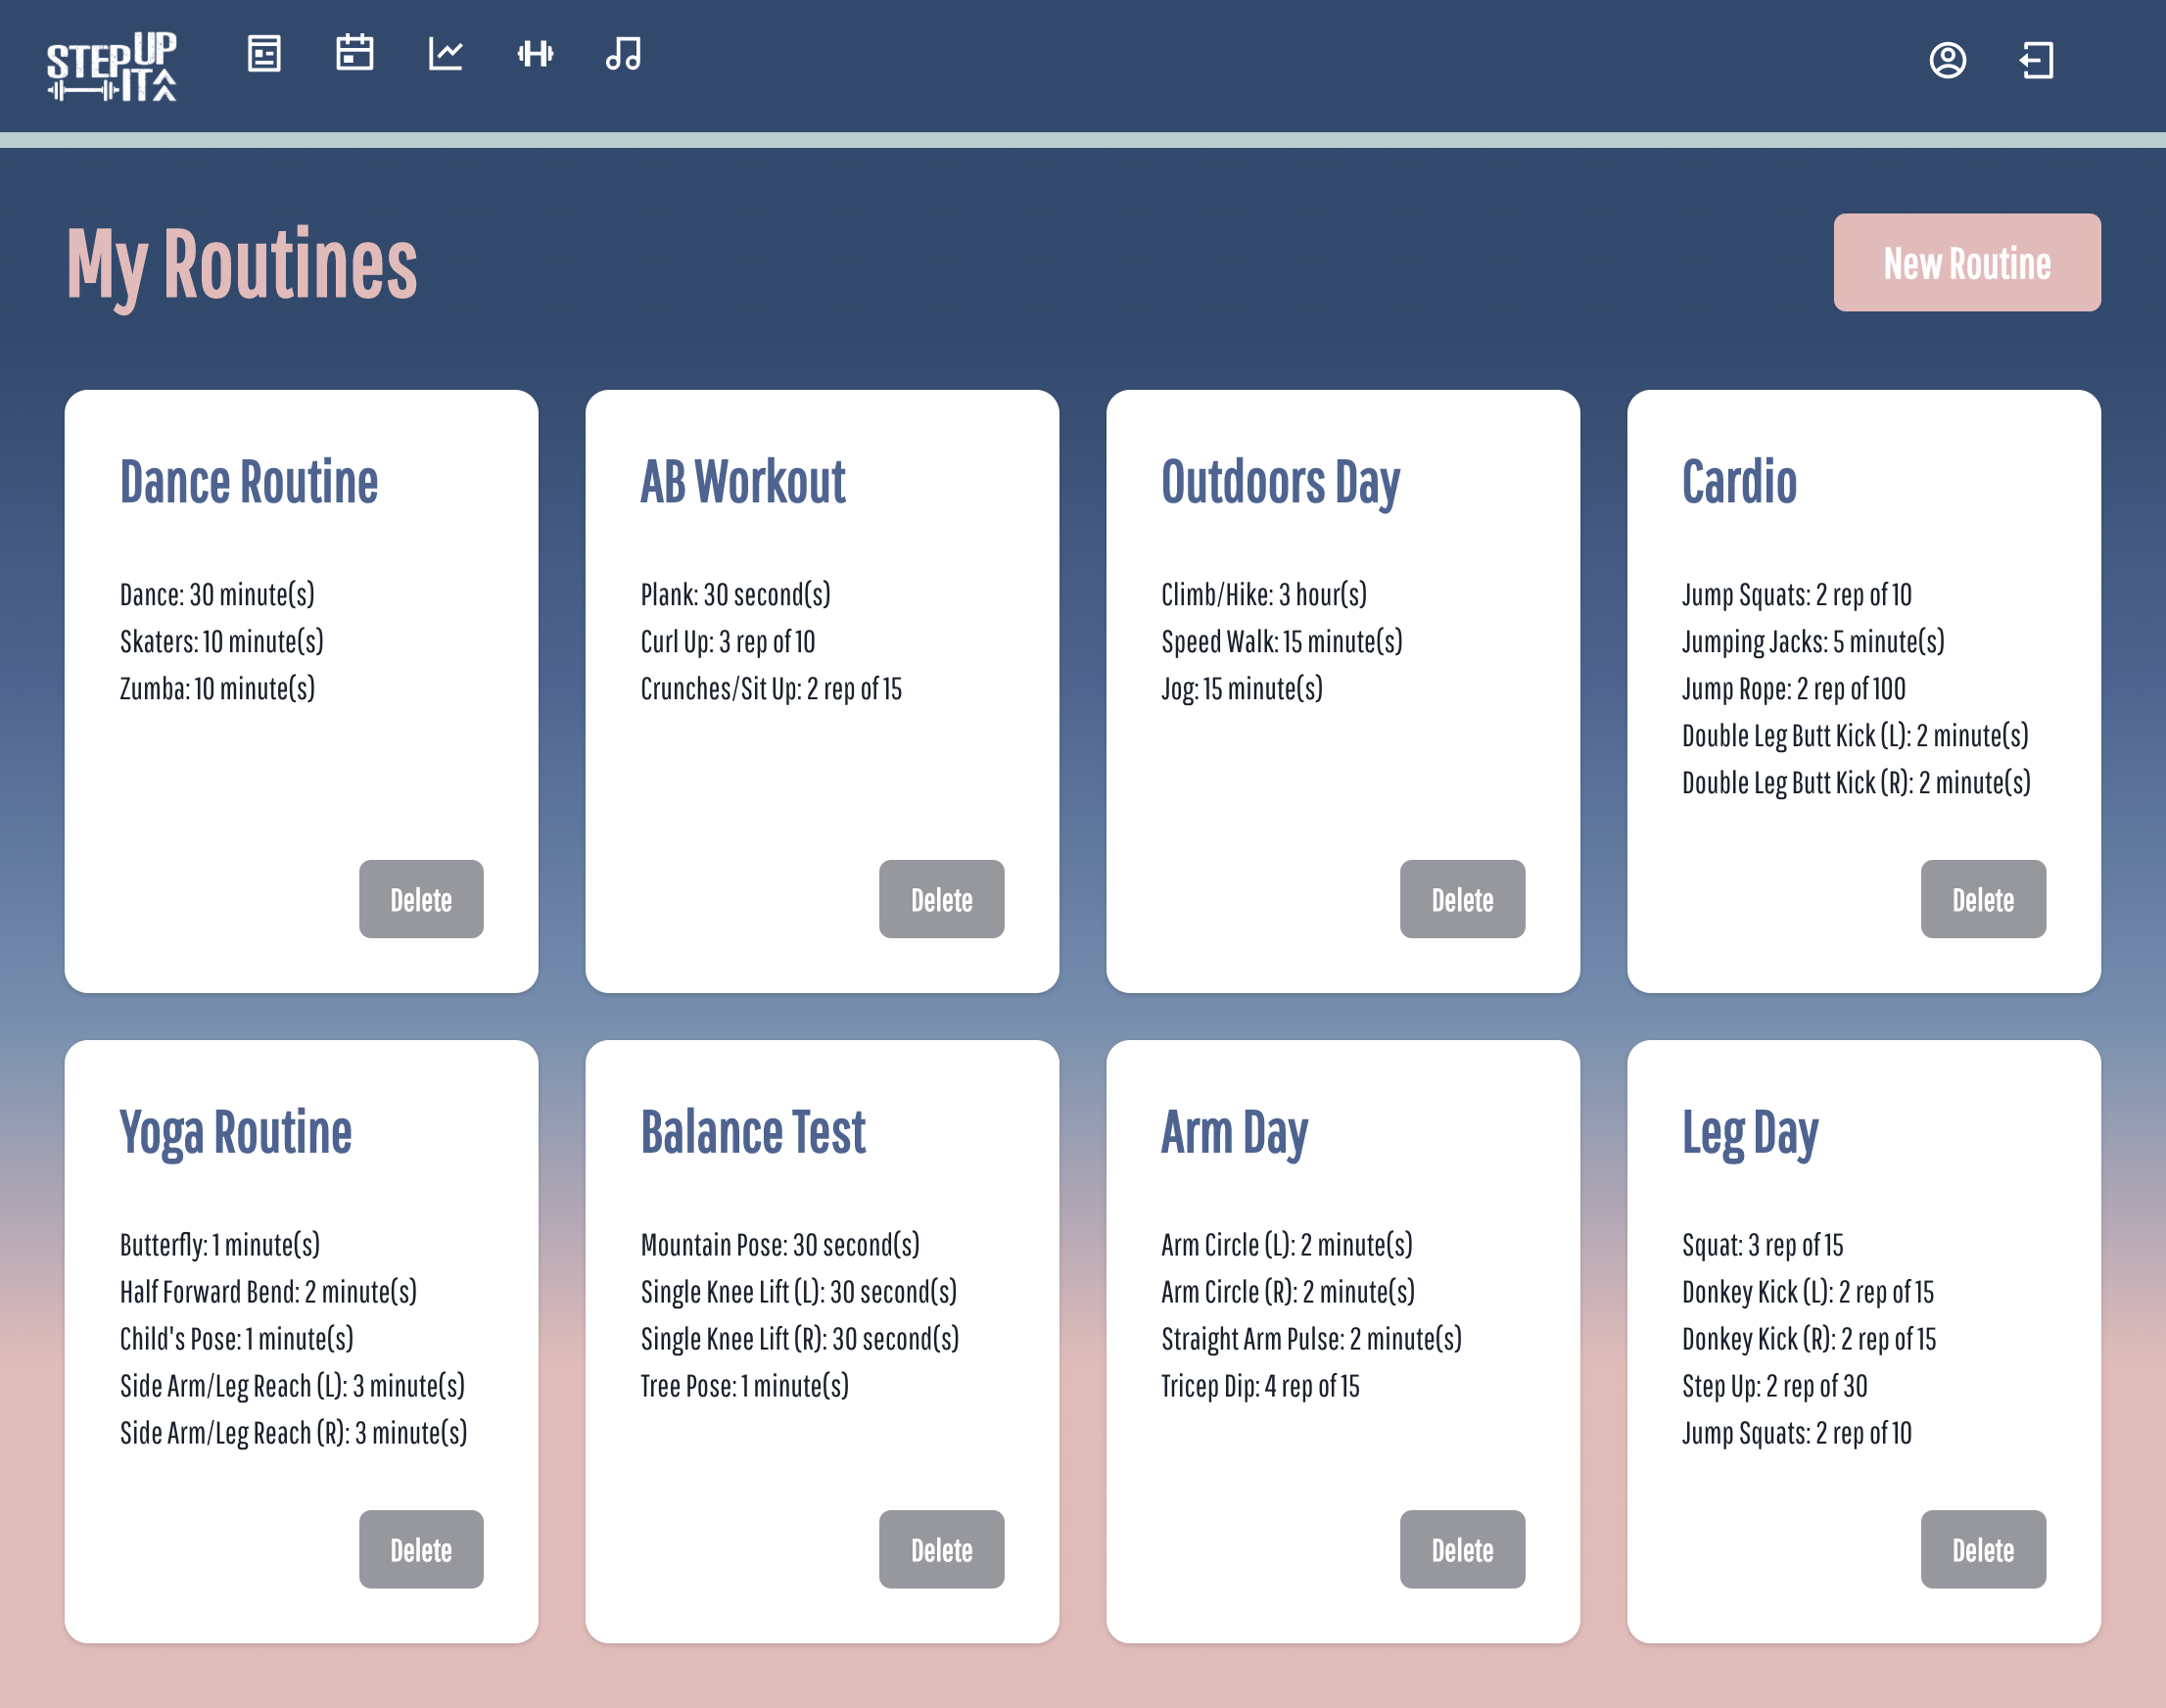 STEP UP
IT
My Routines
New Routine
Dance Routine
Dance: 30 minute(s)
Skaters: 10 minute(s)
Zumba: 10 minute(s)
Delete
AB Workout
Plank: 30 second(s)
Curl Up: 3 rep of 10
Crunches/Sit Up: 2 rep of 15
Delete
Outdoors Day
Climb/Hike: 3 hour(s)
Speed Walk: 15 minute(s)
Jog: 15 minute(s)
Delete
Cardio
Jump Squats: 2 rep of 10
Jumping Jacks: 5 minute(s)
Jump Rope: 2 rep of 100
Double Leg Butt Kick (L): 2 minute(s)
Double Leg Butt Kick (R): 2 minute(s)
Delete
Yoga Routine
Butterfly: 1 minute(s)
Half Forward Bend: 2 minute(s)
Child's Pose: 1 minute(s)
Side Arm/Leg Reach (L): 3 minute(s)
Side Arm/Leg Reach (R): 3 minute(s)
Delete
Balance Test
Mountain Pose: 30 second(s)
Single Knee Lift (L): 30 second(s)
Single Knee Lift (R): 30 second(s)
Tree Pose: 1 minute(s)
Delete
Arm Day
Arm Circle (L): 2 minute(s)
Arm Circle (R): 2 minute(s)
Straight Arm Pulse: 2 minute(s)
Tricep Dip: 4 rep of 15
Delete
Leg Day
Squat: 3 rep of 15
Donkey Kick (L): 2 rep of 15
Donkey Kick (R): 2 rep of 15
Step Up: 2 rep of 30
Jump Squats: 2 rep of 10
Delete